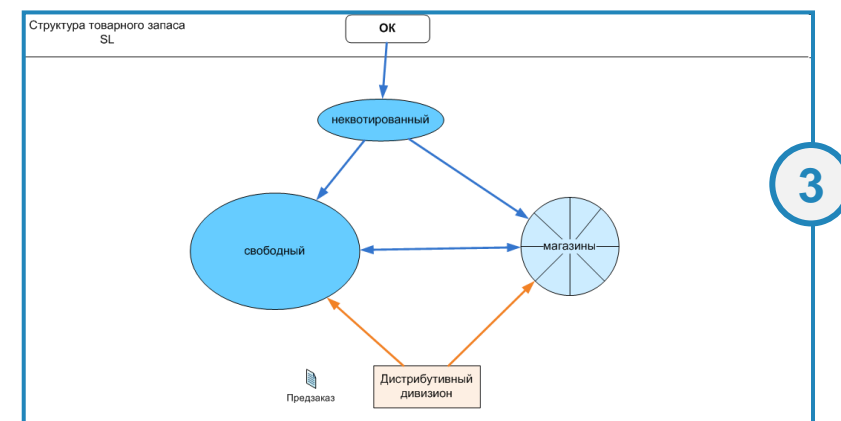 Структура товарного запаса
SL
ОК
неквотированный
3
свободный
магазины
Дистрибутивный
дивизион
Предзаказ